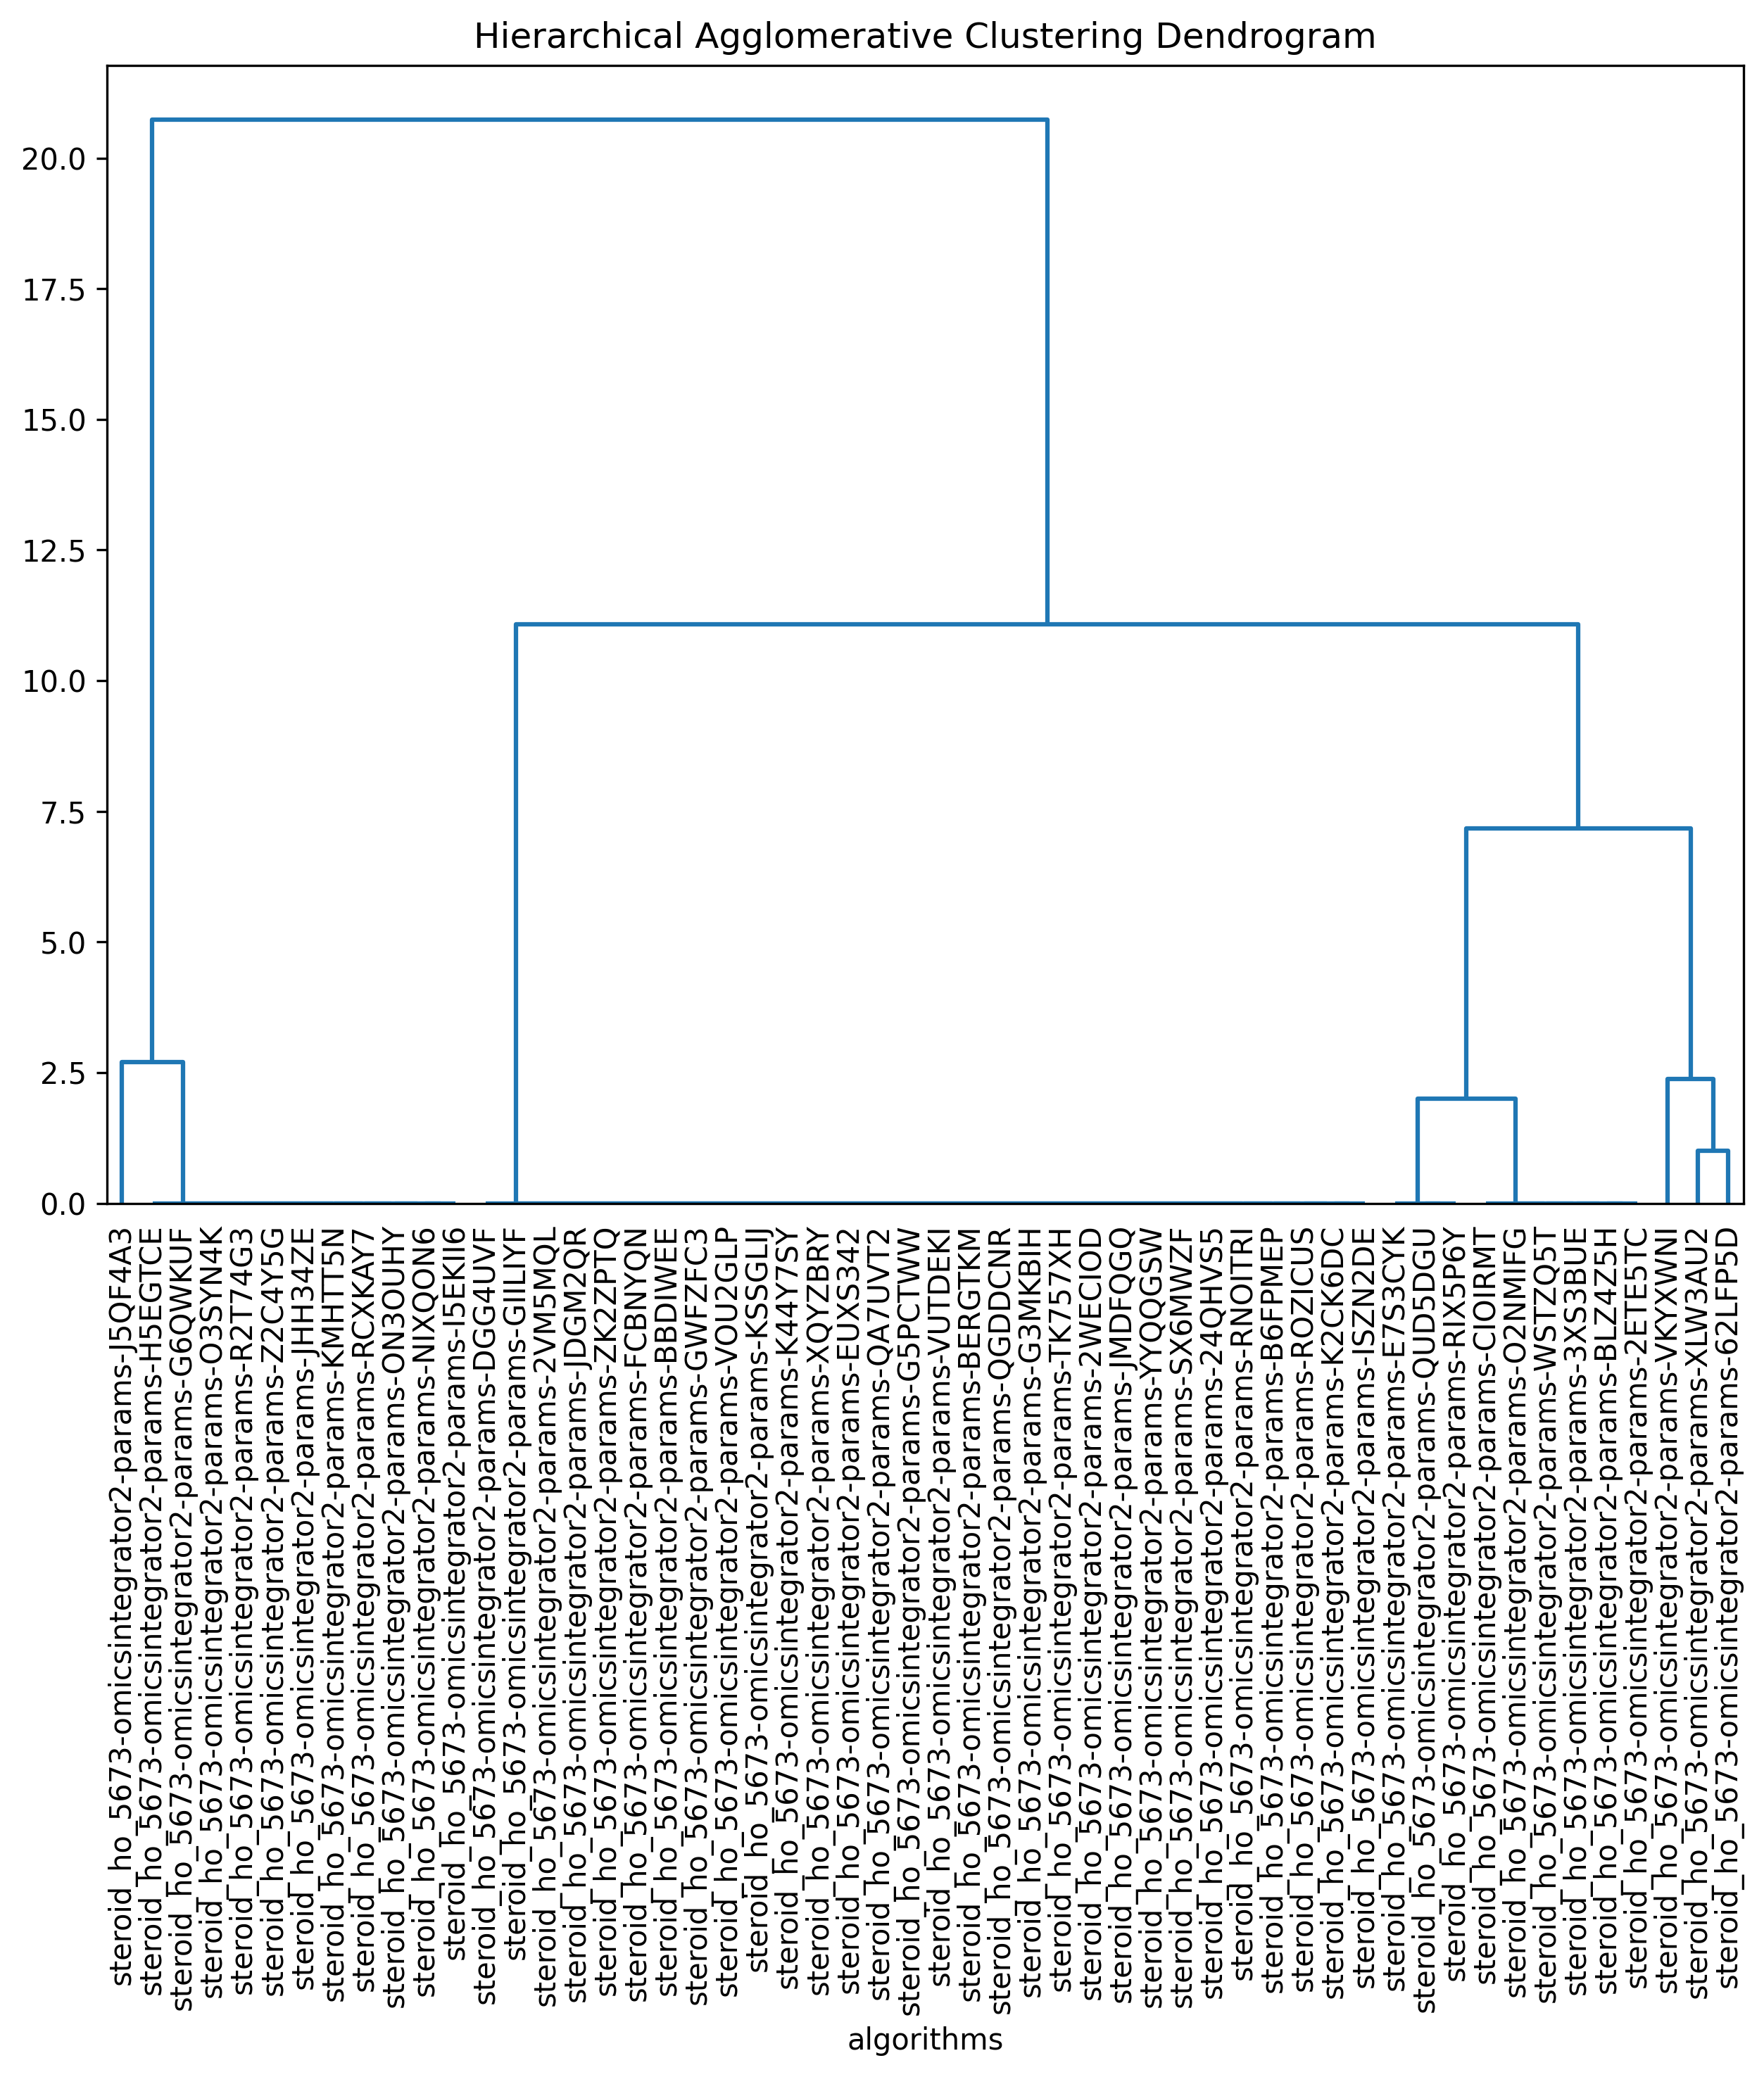 Hierarchical Agglomerative Clustering Dendrogram
20.0
17.5
15.0
12.5
10.0
7.5
5.0
2.5
0.0
steroid_ho_5673-omicsintegrator2-params-J5QF4A3
steroid_ho_5673-omicsintegrator2-params-H5EGTCE
steroid_ho_5673-omicsintegrator2-params-G6QWKUF
steroid_ho_5673-omicsintegrator2-params-O3SYN4K
steroid_ho_5673-omicsintegrator2-params-R2T74G3
steroid_ho_5673-omicsintegrator2-params-Z2C4Y5G
steroid_ho_5673-omicsintegrator2-params-JHH34ZE
steroid_ho_5673-omicsintegrator2-params-KMHTT5N
steroid_ho_5673-omicsintegrator2-params-RCXKAY7
steroid_ho_5673-omicsintegrator2-params-ON3OUHY
steroid_ho_5673-omicsintegrator2-params-NIXQON6
steroid_ho_5673-omicsintegrator2-params-I5EKII6
steroid_ho_5673-omicsintegrator2-params-DGG4UVF
steroid_ho_5673-omicsintegrator2-params-GIILIYF
steroid_ho_5673-omicsintegrator2-params-2VM5MQL
steroid_ho_5673-omicsintegrator2-params-JDGM2QR
steroid_ho_5673-omicsintegrator2-params-ZK2ZPTQ
steroid_ho_5673-omicsintegrator2-params-FCBNYQN
steroid_ho_5673-omicsintegrator2-params-BBDIWEE
steroid_ho_5673-omicsintegrator2-params-GWFZFC3
steroid_ho_5673-omicsintegrator2-params-VOU2GLP
steroid_ho_5673-omicsintegrator2-params-KSSGLIJ
steroid_ho_5673-omicsintegrator2-params-K44Y7SY
steroid_ho_5673-omicsintegrator2-params-XQYZBRY
steroid_ho_5673-omicsintegrator2-params-EUXS342
steroid_ho_5673-omicsintegrator2-params-QA7UVT2
steroid_ho_5673-omicsintegrator2-params-G5PCTWW
steroid_ho_5673-omicsintegrator2-params-VUTDEKI
steroid_ho_5673-omicsintegrator2-params-BERGTKM
steroid_ho_5673-omicsintegrator2-params-QGDDCNR
steroid_ho_5673-omicsintegrator2-params-G3MKBIH
steroid_ho_5673-omicsintegrator2-params-TK757XH
steroid_ho_5673-omicsintegrator2-params-2WECIOD
steroid_ho_5673-omicsintegrator2-params-JMDFQGQ
steroid_ho_5673-omicsintegrator2-params-YYQQGSW
steroid_ho_5673-omicsintegrator2-params-SX6MWZF
steroid_ho_5673-omicsintegrator2-params-24QHVS5
steroid_ho_5673-omicsintegrator2-params-RNOITRI
steroid_ho_5673-omicsintegrator2-params-B6FPMEP
steroid_ho_5673-omicsintegrator2-params-ROZICUS
steroid_ho_5673-omicsintegrator2-params-K2CK6DC
steroid_ho_5673-omicsintegrator2-params-ISZN2DE
steroid_ho_5673-omicsintegrator2-params-E7S3CYK
steroid_ho_5673-omicsintegrator2-params-QUD5DGU
steroid_ho_5673-omicsintegrator2-params-RIX5P6Y
steroid_ho_5673-omicsintegrator2-params-CIOIRMT
steroid_ho_5673-omicsintegrator2-params-O2NMIFG
steroid_ho_5673-omicsintegrator2-params-WSTZQ5T
steroid_ho_5673-omicsintegrator2-params-3XS3BUE
steroid_ho_5673-omicsintegrator2-params-BLZ4Z5H
steroid_ho_5673-omicsintegrator2-params-2ETE5TC
steroid_ho_5673-omicsintegrator2-params-VKYXWNI
steroid_ho_5673-omicsintegrator2-params-XLW3AU2
steroid_ho_5673-omicsintegrator2-params-62LFP5D
algorithms